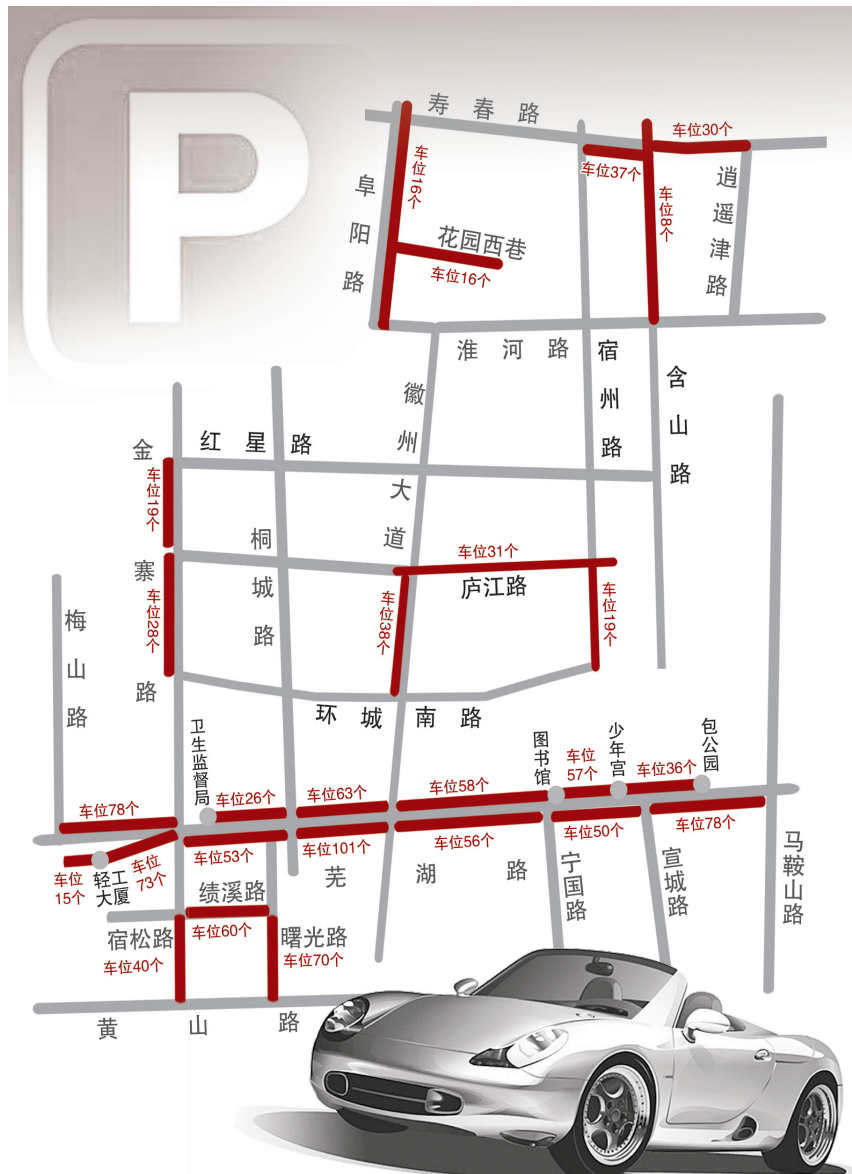 P
寿春路
车位30个
车位37个
车位16个
阜阳路
花园西巷
车位16个
车位8个
逍遥津路
淮河路
宿州路
含山路
徽州大道
红星路
金寨路
车位19个
桐城路
车位31个
庐江路
车位28个
车位38个
车位19个
梅山路
环城南路
卫生监督局
图书馆
车位
57个
少年宫
包公园
车位36个
车位78个
车位26个
车位63个
车位58个
车位53个
车位101个
车位56个
车位50个
车位78个
车位
15个
轻工
大厦
车位
73个
芜湖路
宁国路
宣城路
马鞍山路
绩溪路
宿松路
车位60个
曙光路
车位40个
车位70个
黄山路